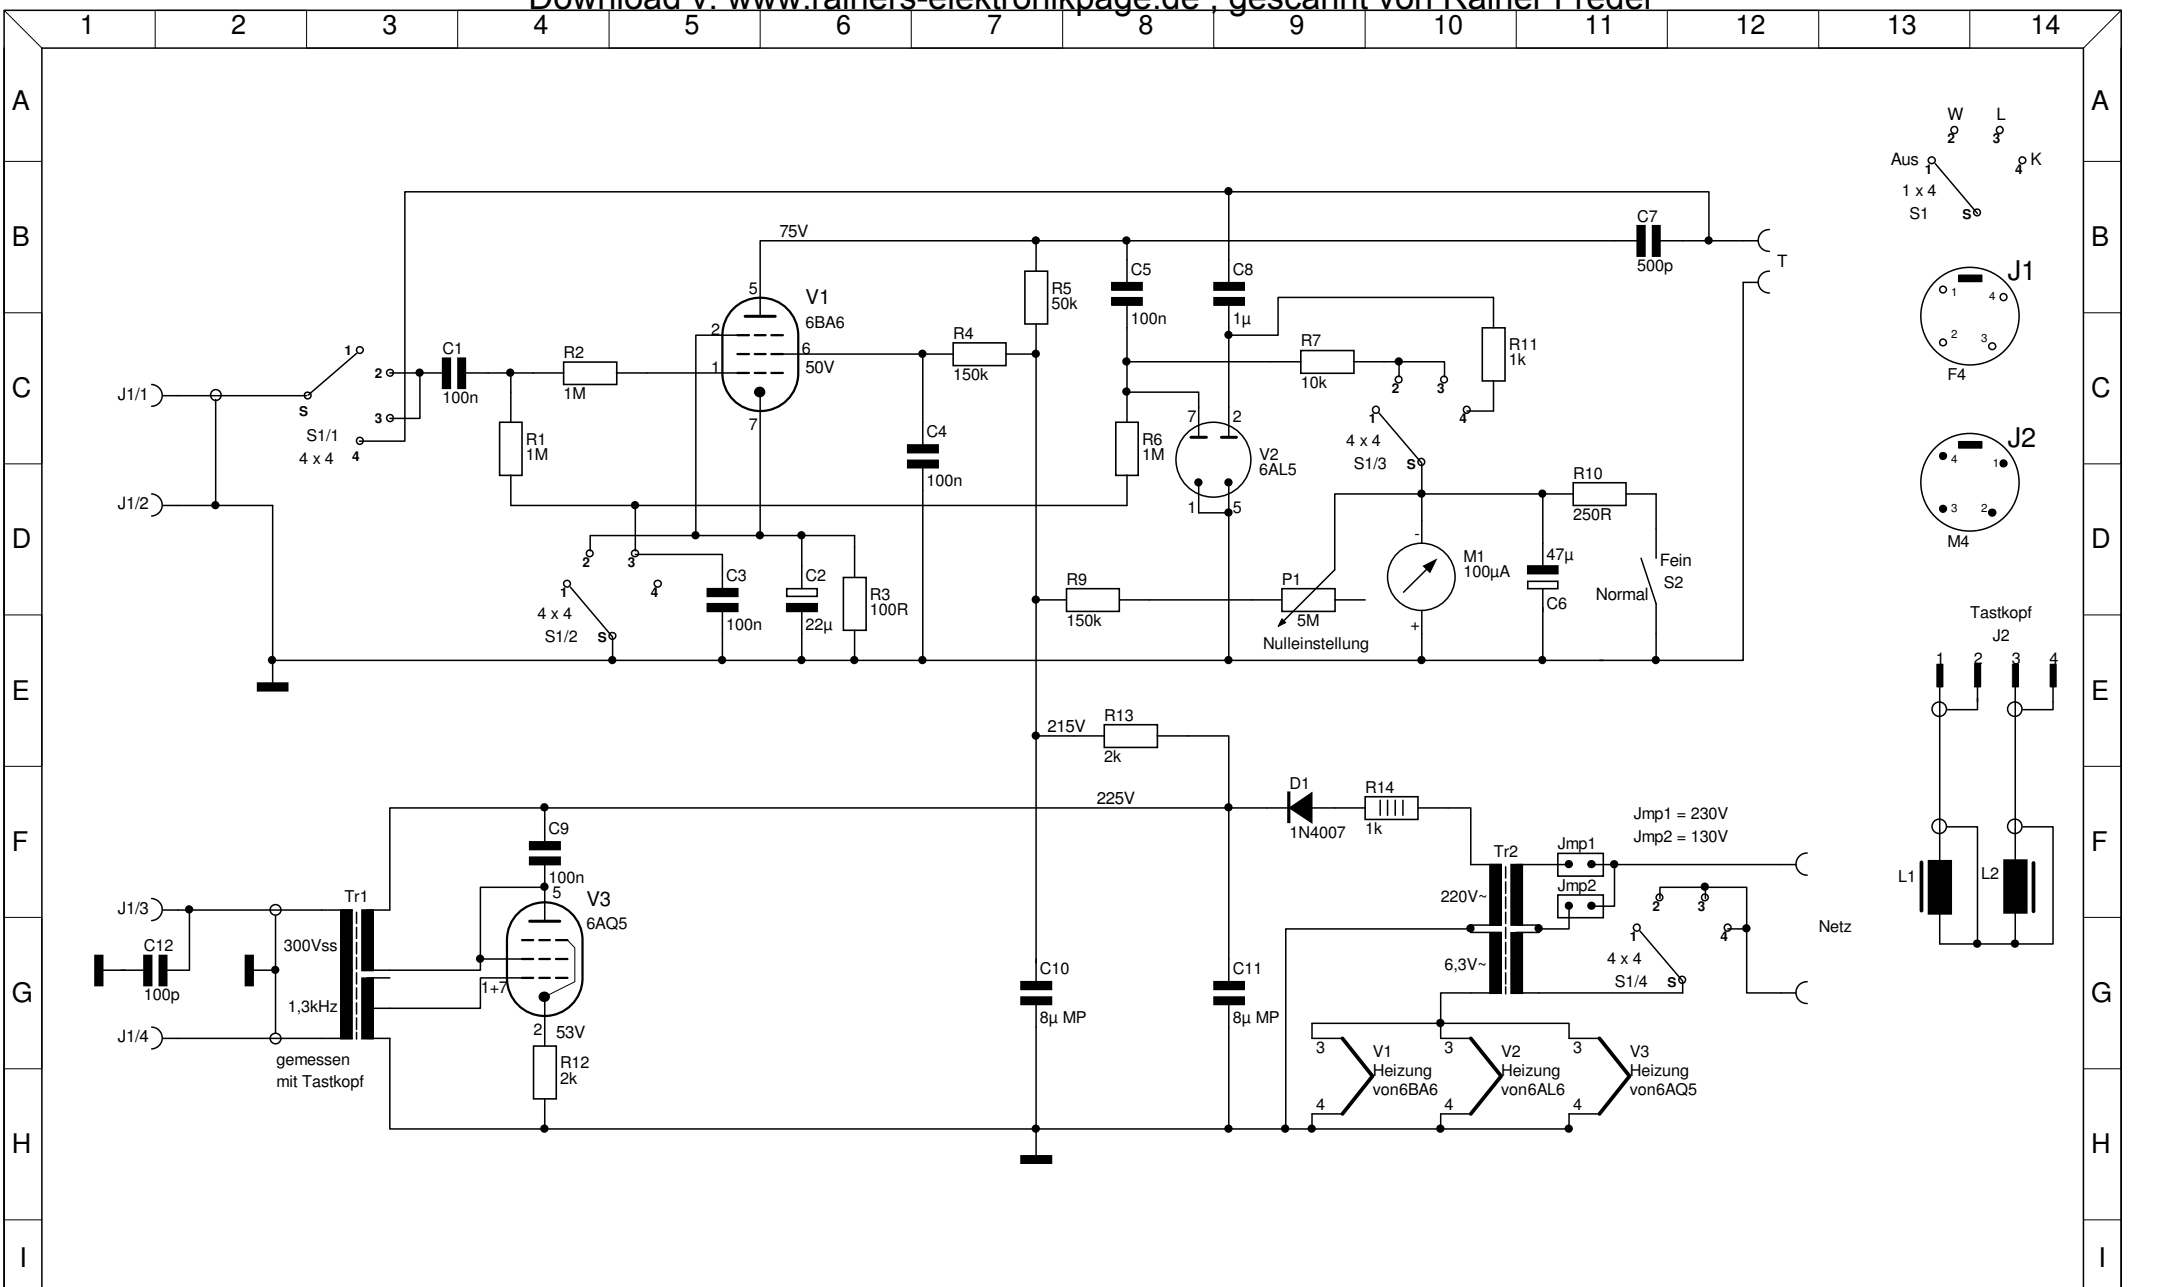 Download v. www.rainers-elektronikpage.de , gescannt von Rainer Freder
1 2 3 4 5 6 7 8 9 10 11 12 13 14
A A
B B
C C
D D
E E
F F
G G
H H
I I
W L
2 3
Aus 1 4 K
1 x 4
S1 S
J1
1 4
2 3
F4
J2
4 1
3 2
M4
75V
C7
500p
T
5 V1
6BA6
2
6
1 50V
7
R5
50k
C5
100n
C8
1µ
R4
150k
R7
10k
R11
1k
J1/1
S
1
2
3
S1/1
4 x 4 4
C1
100n
R2
1M
R1
1M
C4
100n
R6
1M
7 2
V2
6AL5
1 5
2 3
1 4
4 x 4
S1/3 S
R10
250R
J1/2
2 3
1 4
4 x 4
S1/2 S
C3
100n
C2
22µ
R3
100R
R9
150k
P1
5M
Nulleinstellung
-
M1
100µA
+
47µ
C6
Fein
S2
Normal
Tastkopf
J2
1 2 3 4
L1 L2
215V R13
2k
225V
D1
1N4007
R14
1k
Jmp1 = 230V
Jmp2 = 130V
C9
100n
5 V3
6AQ5
1+7
2 53V
R12
2k
Tr1
J1/3
C12
100p
300Vss
1,3kHz
J1/4
gemessen
mit Tastkopf
C10
8µ MP
C11
8µ MP
Tr2
220V~
6,3V~
Jmp1
Jmp2
2 3
1 4
4 x 4
S1/4 S
Netz
3 V1
Heizung
von6BA6
4
3 V2
Heizung
von6AL6
4
3 V3
Heizung
von6AQ5
4